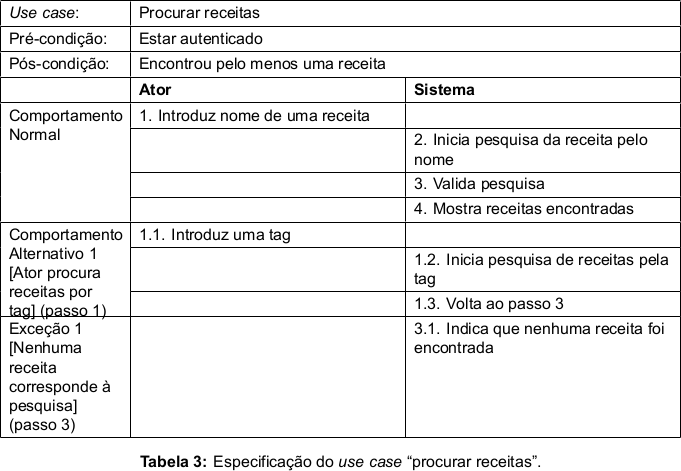 Use case: Procurar receitas
Pré-condição: Estar autenticado
Pós-condição: Encontrou pelo menos uma receita
Ator Sistema
Comportamento
Normal
1. Introduz nome de uma receita
2. Inicia pesquisa da receita pelo
nome
3. Valida pesquisa
4. Mostra receitas encontradas
Comportamento
Alternativo 1
[Ator procura
receitas por
tag] (passo 1)
1.1. Introduz uma tag
1.2. Inicia pesquisa de receitas pela
tag
1.3. Volta ao passo 3
Exceção 1
[Nenhuma
receita
corresponde à
pesquisa]
(passo 3)
3.1. Indica que nenhuma receita foi
encontrada
Tabela 3: Especificação do use case “procurar receitas”.